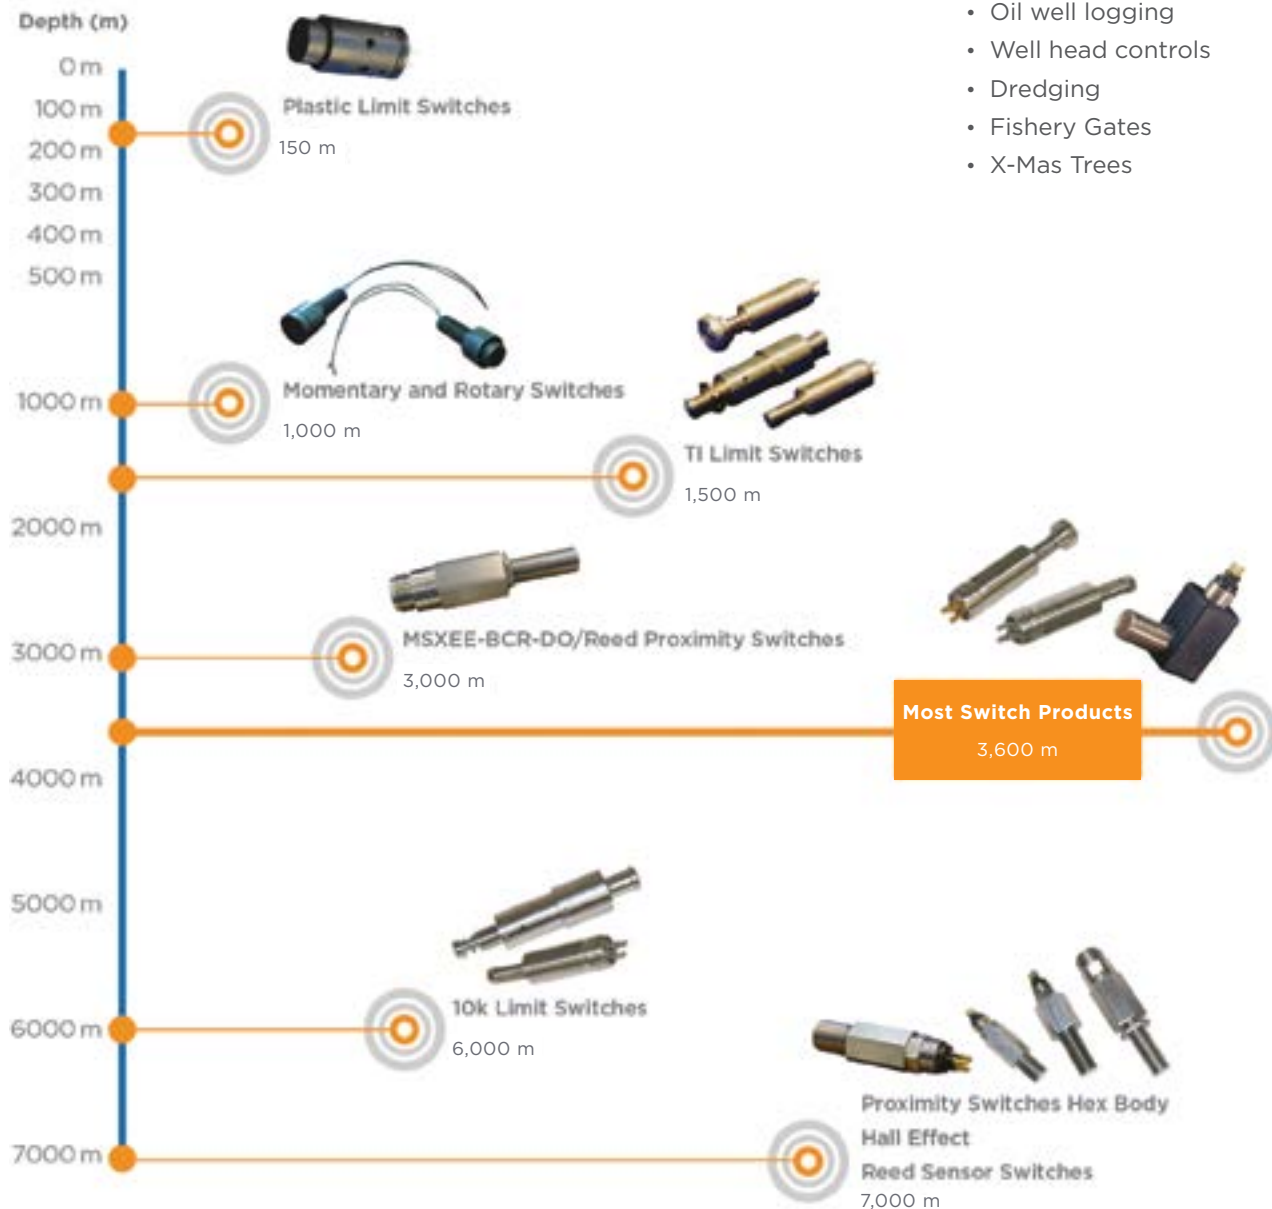 Depth (m)
0 m
100 m
200 m
300 m
400 m
500 m
1000 m
2000 m
3000 m
4000 m
5000 m
6000 m
7000 m
Plastic Limit Switches
150 m
• Oil well logging
• Well head controls
• Dredging
• Fishery Gates
• X-Mas Trees
Momentary and Rotary Switches
1,000 m
TI Limit Switches
1,500 m
MSXEE-BCR-DO/Reed Proximity Switches
3,000 m
Most Switch Products
3,600 m
10k Limit Switches
6,000 m
Proximity Switches Hex Body
Hall Effect
Reed Sensor Switches
7,000 m